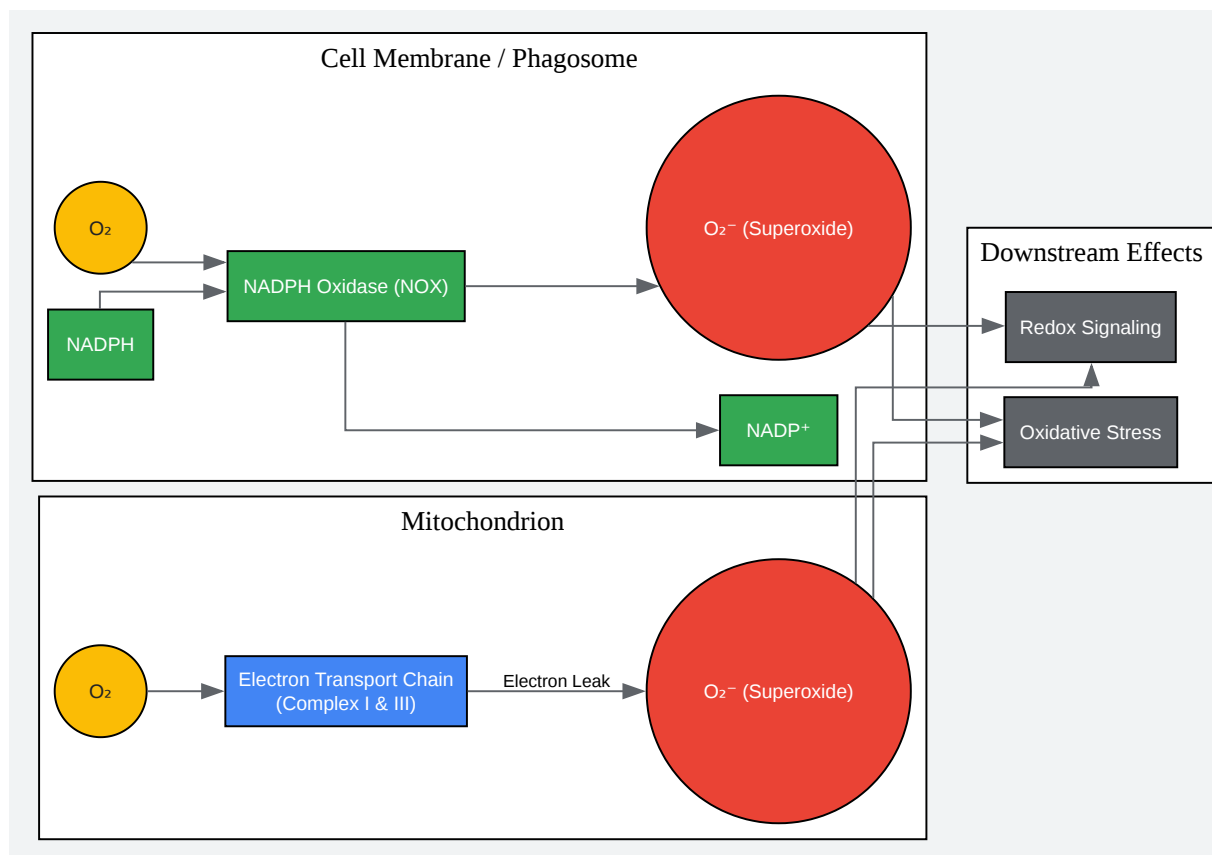 Cell Membrane / Phagosome
O₂
O₂⁻ (Superoxide)
NADPH Oxidase (NOX)
NADPH
NADP⁺
Downstream Effects
Redox Signaling
Oxidative Stress
Mitochondrion
O₂
Electron Transport Chain
(Complex I & III)
Electron Leak
O₂⁻ (Superoxide)